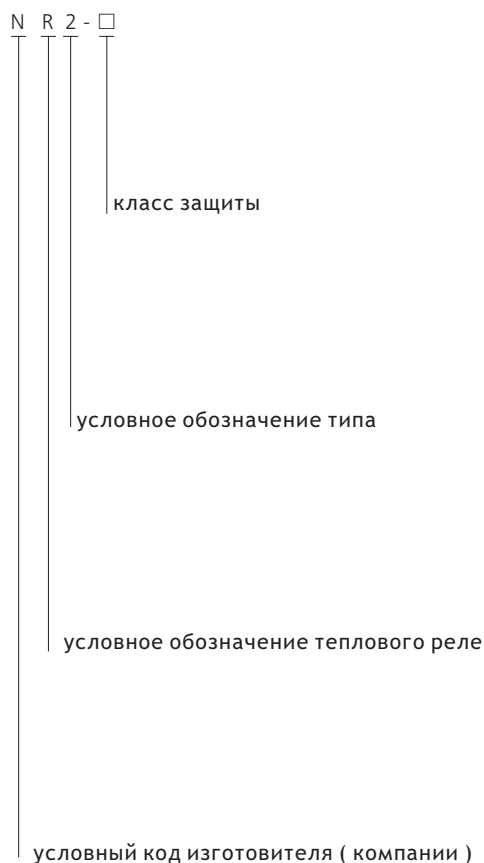 N R 2 - □
класс защиты
условное обозначение типа
условное обозначение теплового реле
условный код изготовителя ( компании )